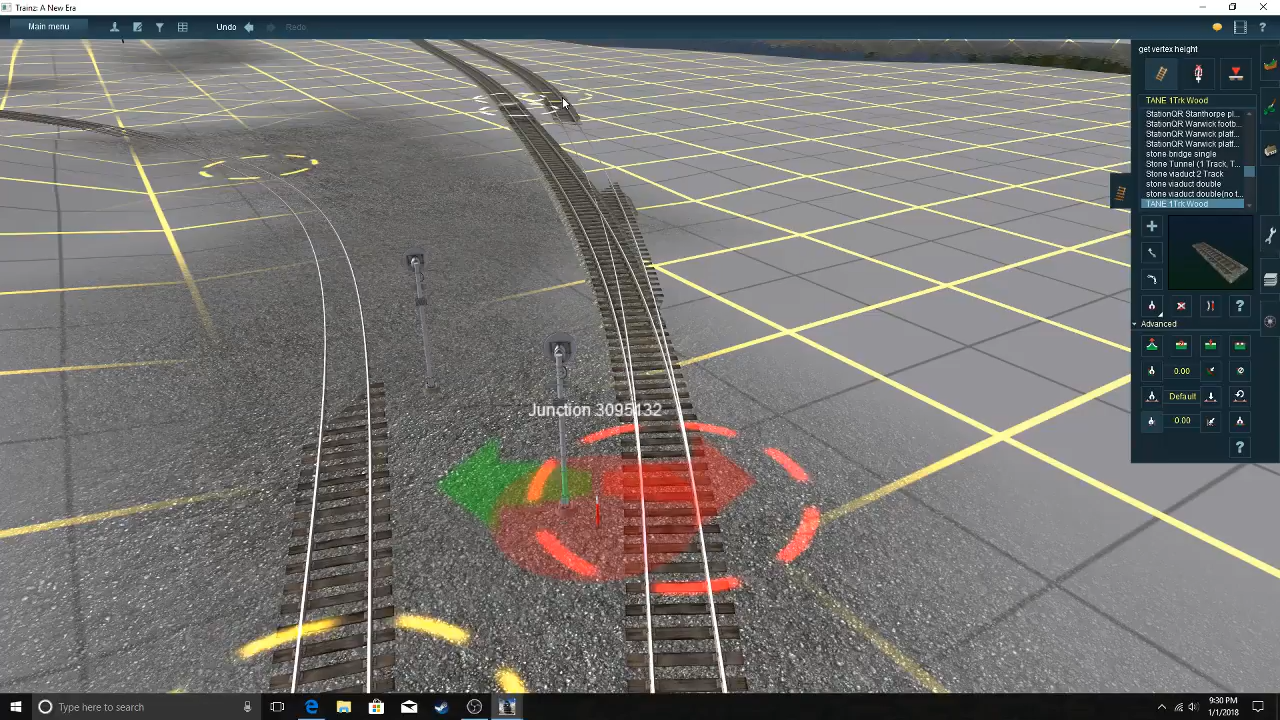 Trainz: A New Era
Main menu
Undo
Redo
get vertex height
TANE 1Trk Wood
StationQR Stanthorpe pl...
StationQR Warwick footb...
StationQR Warwick platf...
StationQR Warwick platf...
stone bridge single
Stone Tunnel (1 Track, T...
Stone viaduct 2 Track
stone viaduct double
stone viaduct double(no t...
TANE 1Trk Wood
Advanced
0.00
Default
0.00
Junction 3095132
Type here to search
9:30 PM
1/1/2018